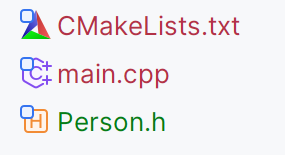 CMakeLists.txt
C++ main.cpp
H Person.h